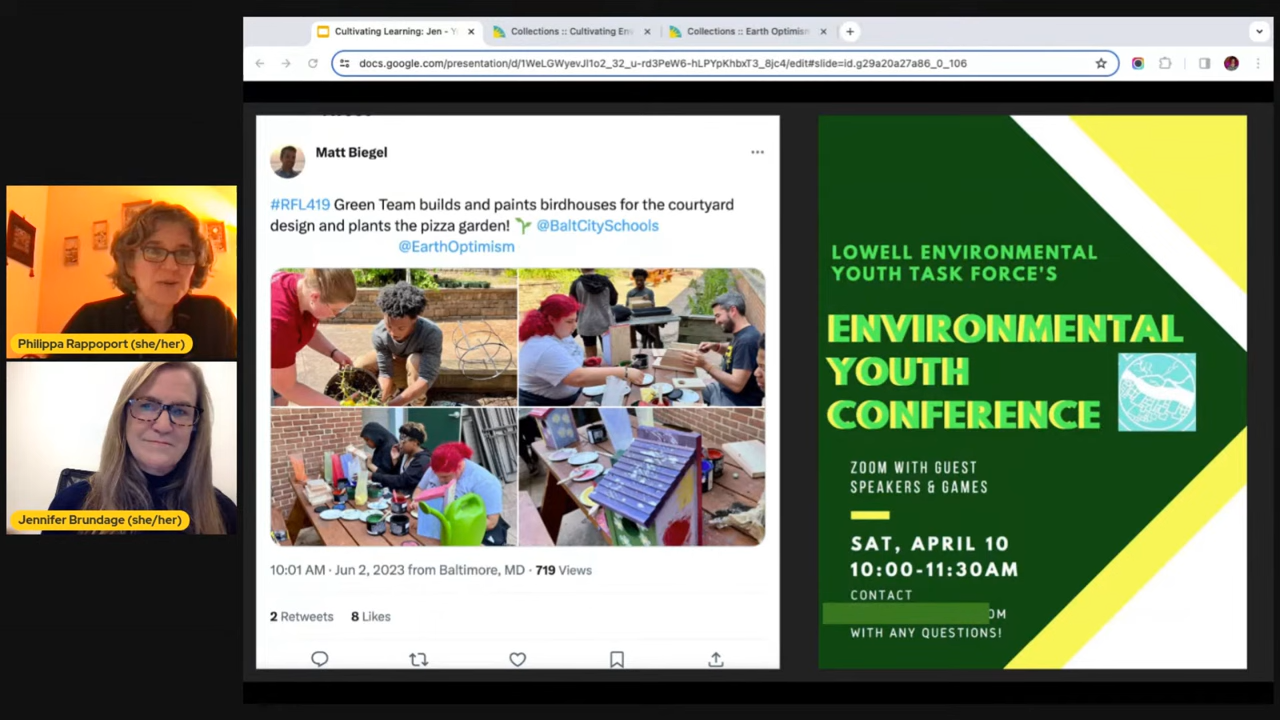 Cultivating Learning: Jen - Y
Collections :: Cultivating En
Collections :: Earth Optimism
docs.google.com/presentation/d/1WeLGWyevJl1o2_32_u-rd3PeW6-hLPYpKhbxT3_8jc4/edit#slide=id.g29a20a27a86_0_106
Matt Biegel
#RFL419 Green Team builds and paints birdhouses for the courtyard
design and plants the pizza garden! @BaltCitySchools
@EarthOptimism
10:01 AM · Jun 2, 2023 from Baltimore, MD · 719 Views
2 Retweets 8 Likes
LOWELL ENVIRONMENTAL
YOUTH TASK FORCE'S
ENVIRONMENTAL
YOUTH
CONFERENCE
ZOOM WITH GUEST
SPEAKERS & GAMES
SAT, APRIL 10
10:00-11:30AM
CONTACT
OM
WITH ANY QUESTIONS!
Philippa Rappoport (she/her)
Jennifer Brundage (she/her)